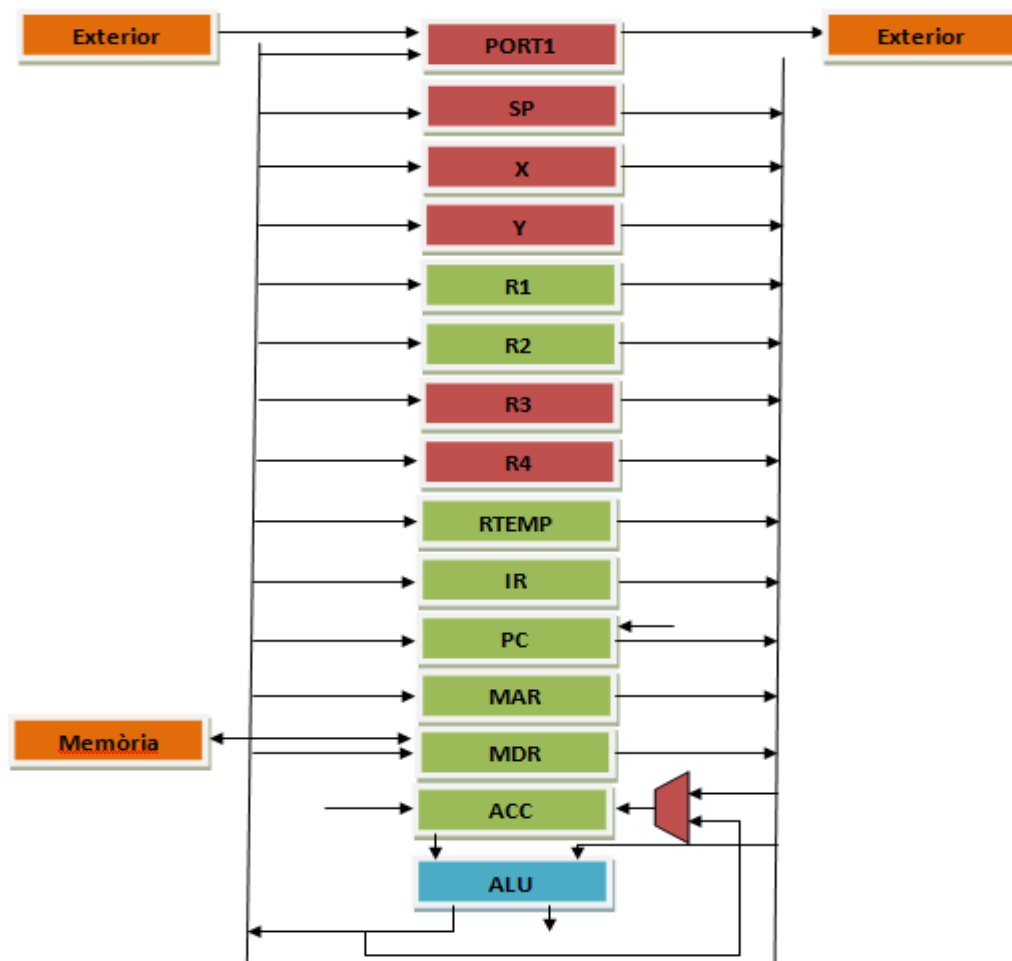 Exterior
PORT1
Exterior
SP
X
Y
R1
R2
R3
R4
RTEMP
IR
PC
MAR
Memòria
MDR
ACC
ALU